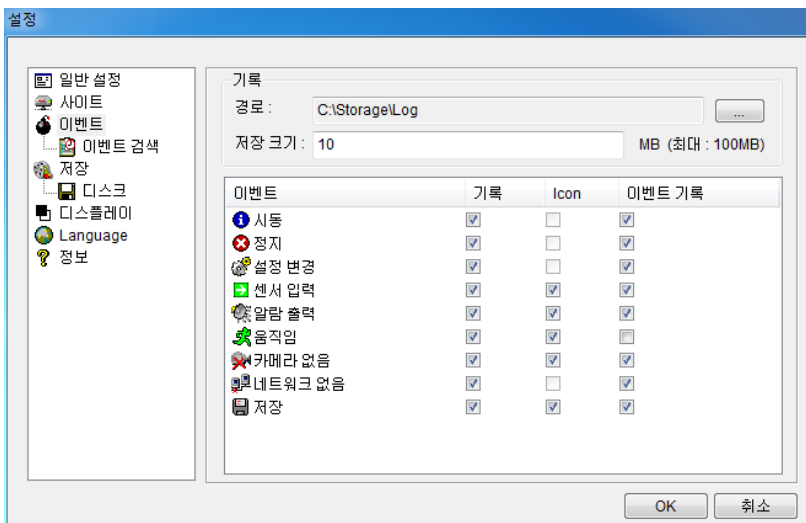 설정
일반 설정
사이트
이벤트
이벤트 검색
저장
디스크
디스플레이
Language
정보
기록
경로 : C:\Storage\Log ...
저장 크기 : 10 MB (최대 : 100MB)
이벤트 기록 Icon 이벤트 기록
시동
정지
설정 변경
센서 입력
알람 출력
움직임
카메라 없음
네트워크 없음
저장
OK 취소